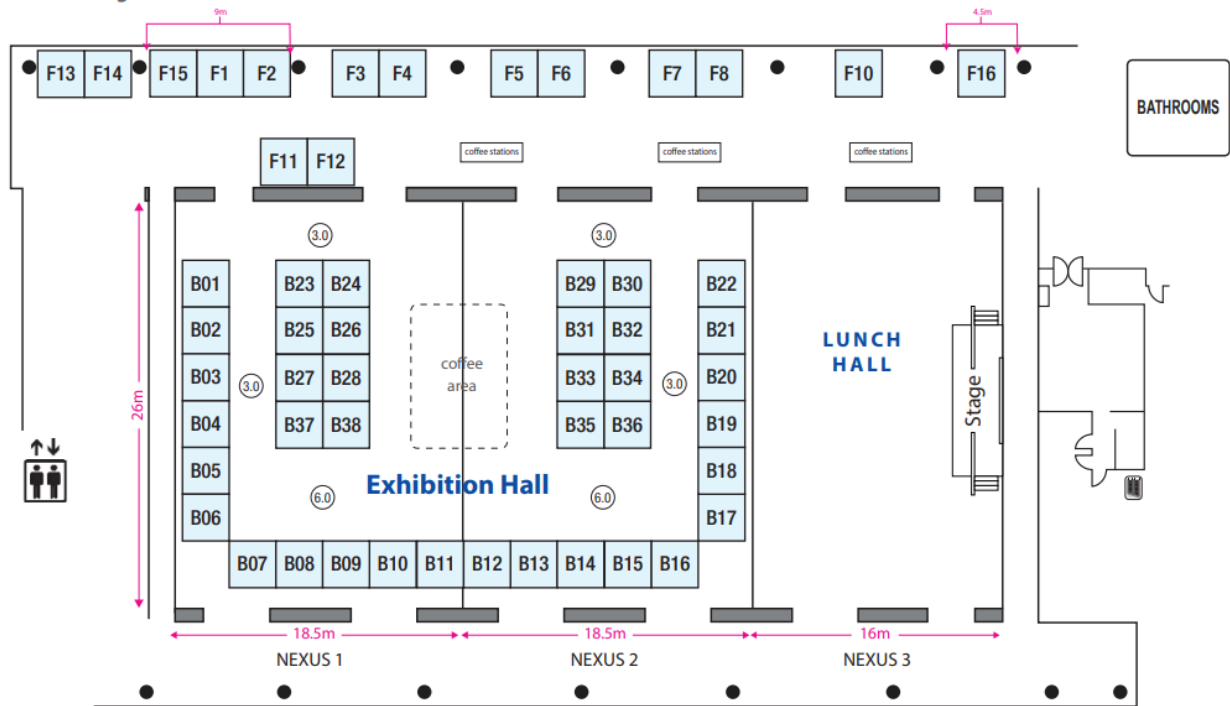 9m
4.5m
F13 F14 F15 F1 F2 F3 F4 F5 F6 F7 F8 F10 F16
BATHROOMS
F11 F12
coffee stations
coffee stations
coffee stations
3.0
3.0
B01 B23 B24 B29 B30 B22
B02 B25 B26 B31 B32 B21
LUNCH
HALL
coffee
area
B03 B27 B28 B33 B34 B20
3.0
3.0
26m
Stage
B04 B37 B38 B35 B36 B19
B05 B18
Exhibition Hall
6.0
6.0
B06 B17
B07 B08 B09 B10 B11 B12 B13 B14 B15 B16
18.5m
18.5m
16m
NEXUS 1
NEXUS 2
NEXUS 3